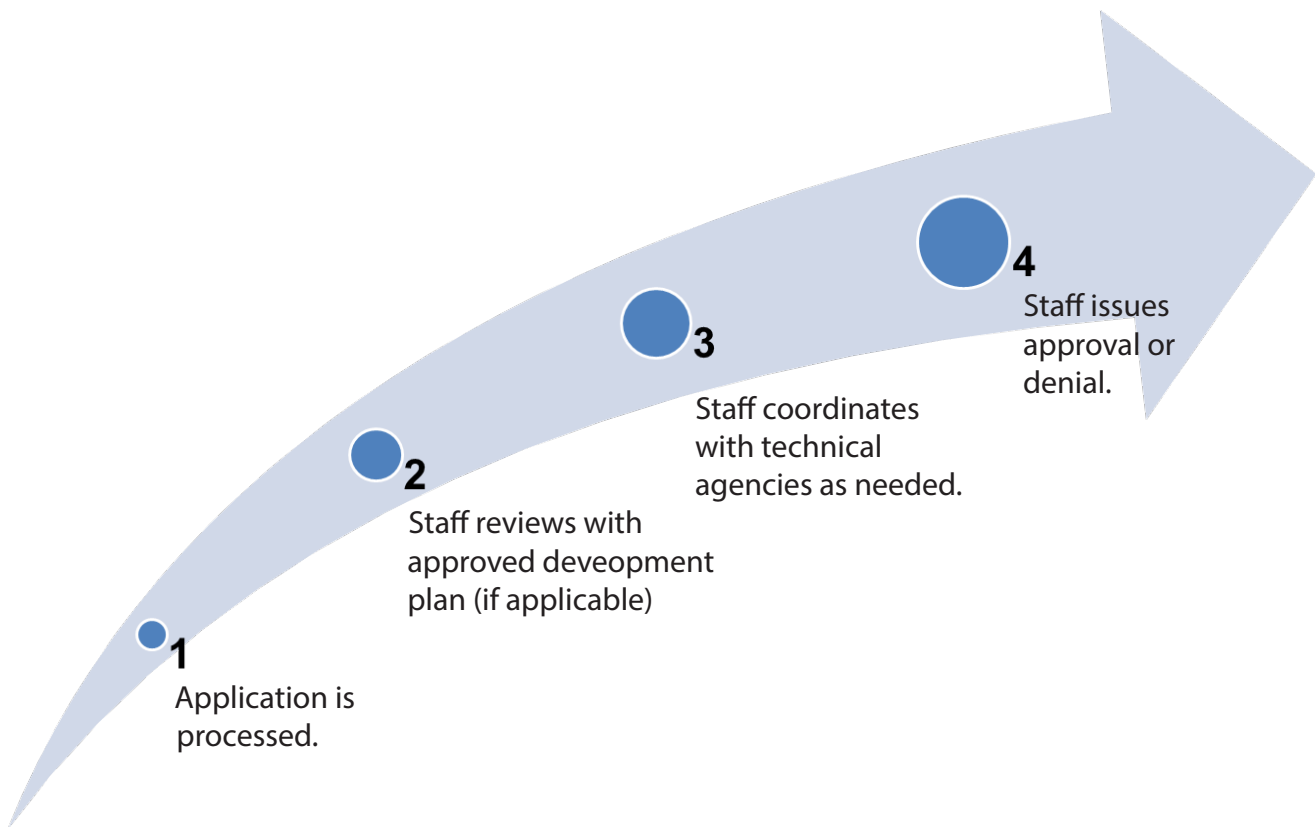 1
Application is
processed.
2
Staff reviews with
approved deveopment
plan (if applicable)
3
Staff coordinates
with technical
agencies as needed.
4
Staff issues
approval or
denial.